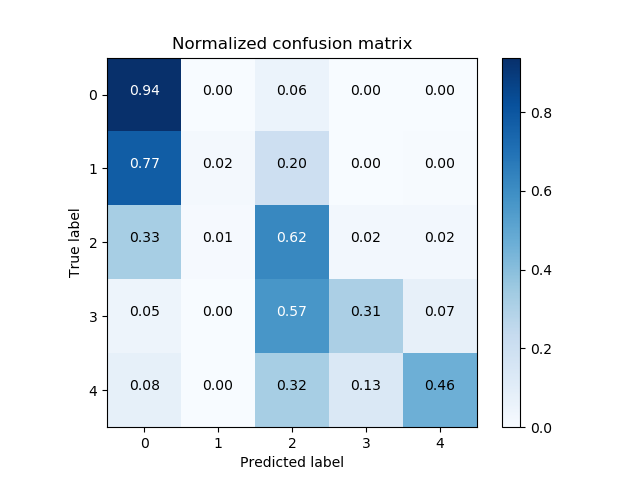 Normalized confusion matrix
0 0.94 0.00 0.06 0.00 0.00
1 0.77 0.02 0.20 0.00 0.00
2 0.33 0.01 0.62 0.02 0.02
3 0.05 0.00 0.57 0.31 0.07
4 0.08 0.00 0.32 0.13 0.46
0 1 2 3 4
True label
Predicted label
0.8
0.6
0.4
0.2
0.0